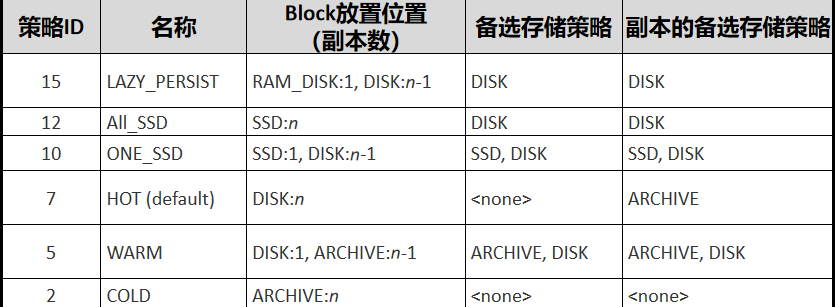 策略ID 名称 Block放置位置 备选存储策略 副本的备选存储策略
（副本数）
15 LAZY_PERSIST RAM_DISK:1, DISK:n-1 DISK DISK
12 All_SSD SSD:n DISK DISK
10 ONE_SSD SSD:1, DISK:n-1 SSD, DISK SSD, DISK
7 HOT (default) DISK:n <none> ARCHIVE
5 WARM DISK:1, ARCHIVE:n-1 ARCHIVE, DISK ARCHIVE, DISK
2 COLD ARCHIVE:n <none> <none>